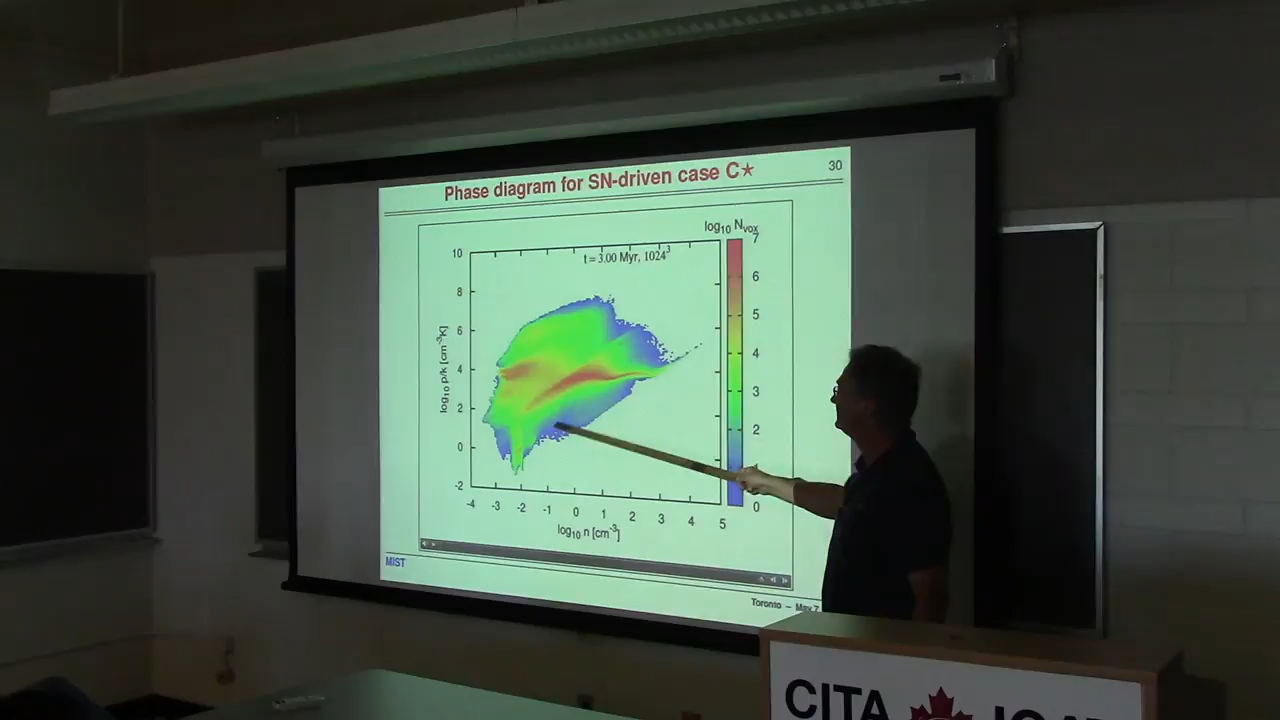 Phase diagram for SN-driven case C★
30
log₁₀ Nvox
t = 3.00 Myr, 1024³
10
8
6
4
2
0
-2
log₁₀ p/k [cm⁻³K]
-4 -3 -2 -1 0 1 2 3 4 5
log₁₀ n [cm⁻³]
7
6
5
4
3
2
0
MIST
Toronto – May 7
CITA